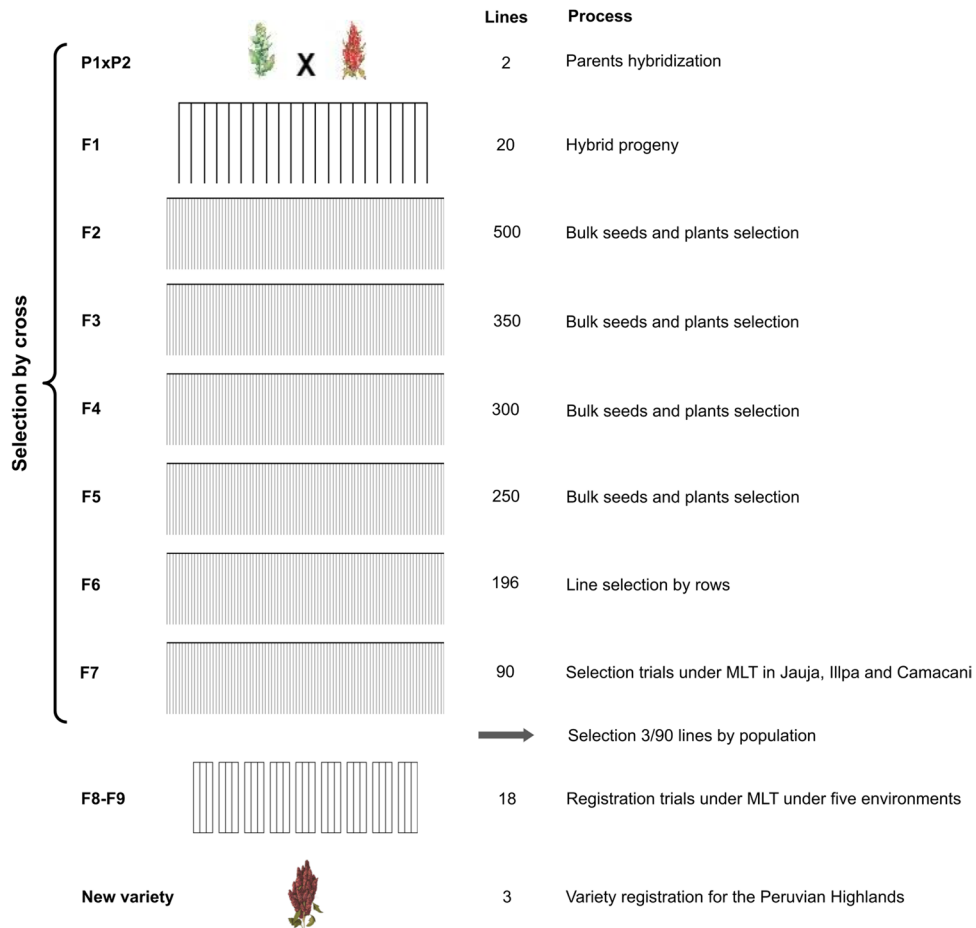 Lines Process
P1xP2 X 2 Parents hybridization
F1 20 Hybrid progeny
F2 500 Bulk seeds and plants selection
F3 350 Bulk seeds and plants selection
F4 300 Bulk seeds and plants selection
F5 250 Bulk seeds and plants selection
F6 196 Line selection by rows
F7 90 Selection trials under MLT in Jauja, Illpa and Camacani
Selection 3/90 lines by population
F8-F9 18 Registration trials under MLT under five environments
New variety 3 Variety registration for the Peruvian Highlands
Selection by cross